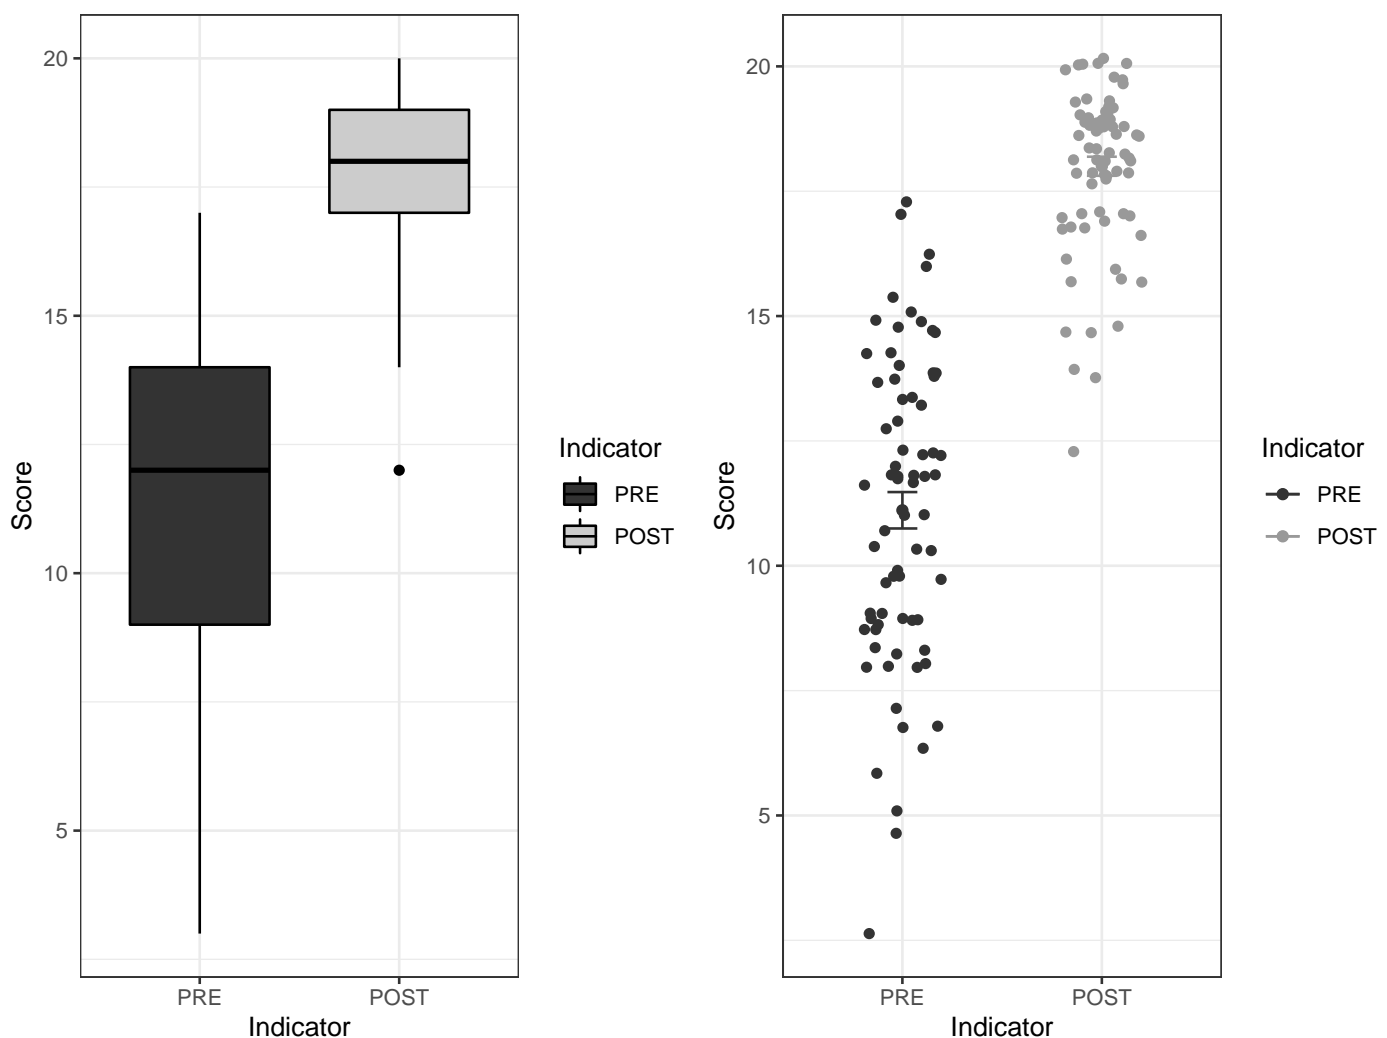 20
15
10
5
Score
PRE
POST
Indicator
Indicator
PRE
POST
20
15
10
5
Score
PRE
POST
Indicator
Indicator
PRE
POST